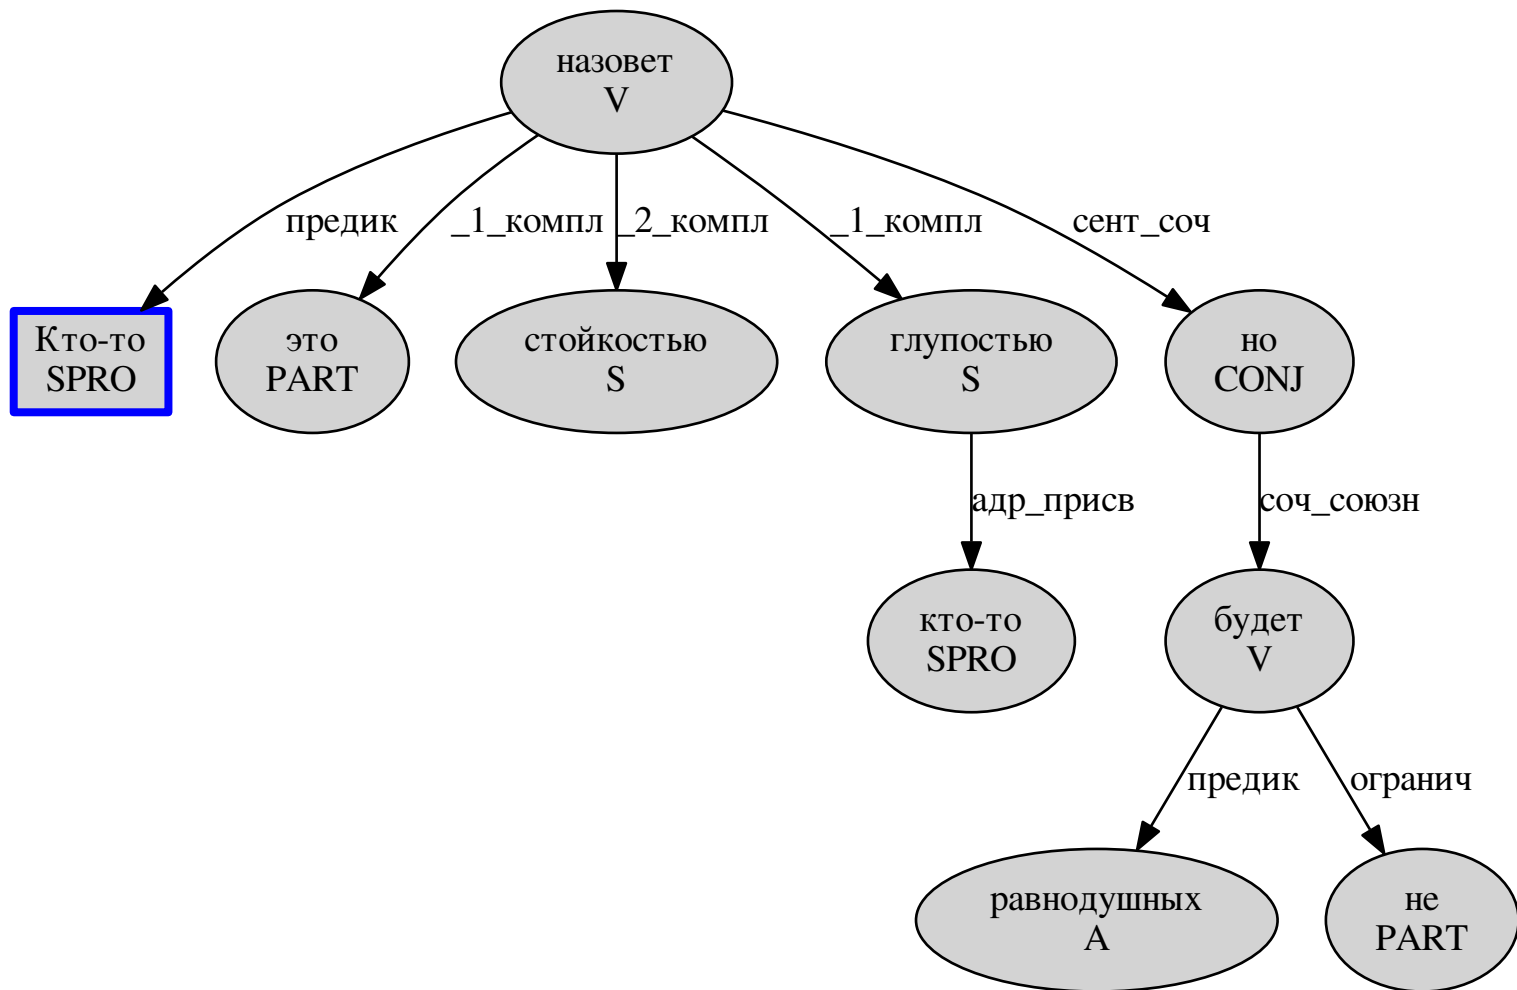 назовет
V
предик
_1_компл
_2_компл
_1_компл
сент_соч
Кто-то
SPRO
это
PART
стойкостью
S
глупостью
S
но
CONJ
адр_присв
соч_союзн
кто-то
SPRO
будет
V
предик
огранич
равнодушных
A
не
PART